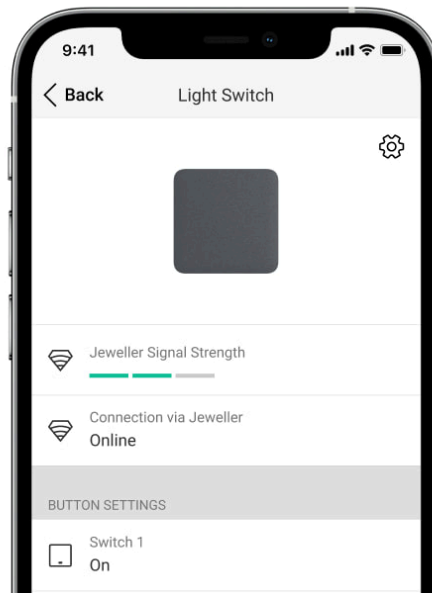 9:41
Back
Light Switch
Jeweller Signal Strength
Connection via Jeweller
Online
BUTTON SETTINGS
Switch 1
On